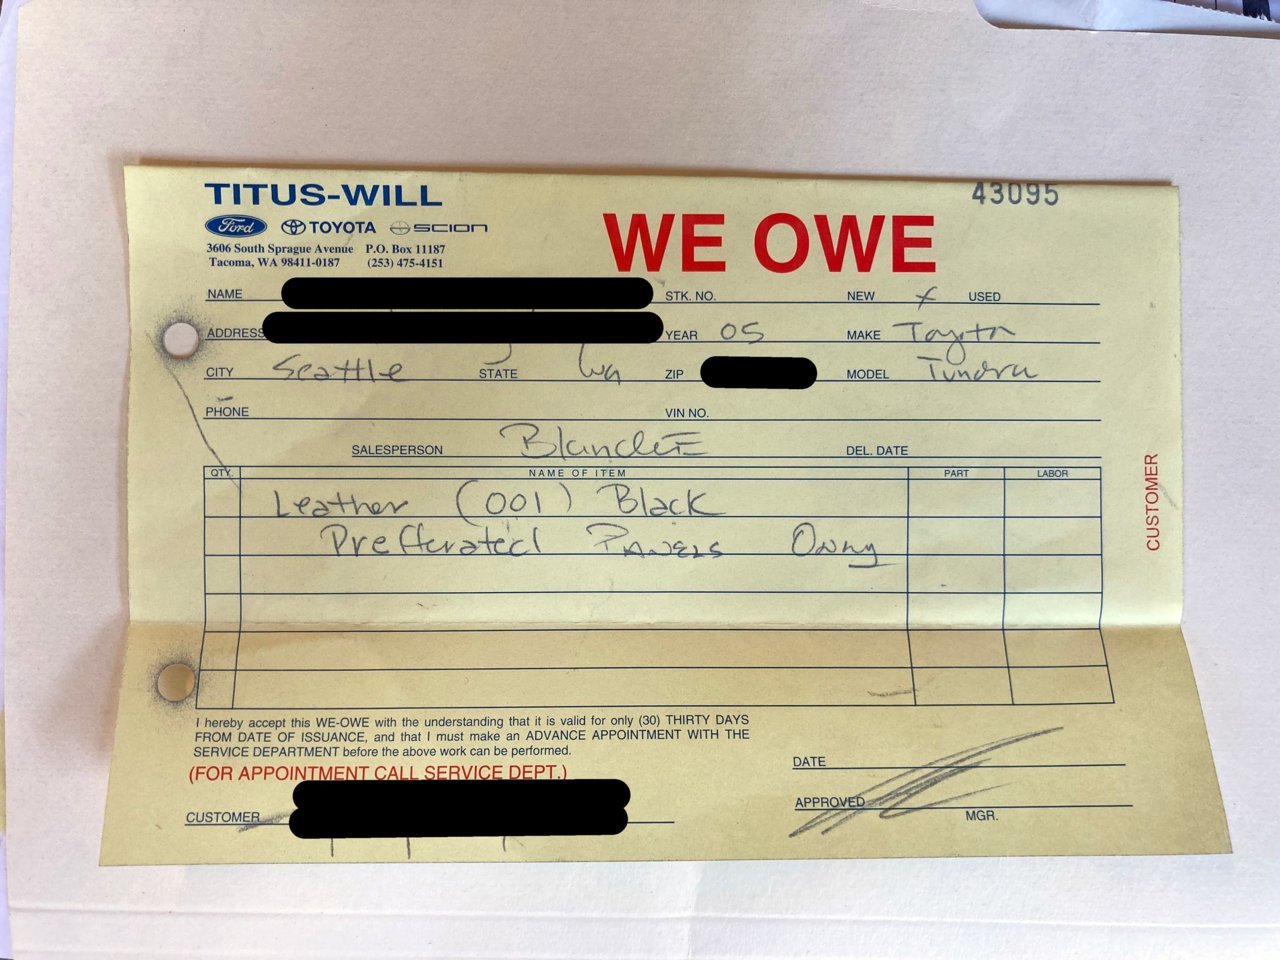 TITUS-WILL
43095
Ford TOYOTA SCION
WE OWE
3606 South Sprague Avenue P.O. Box 11187
Tacoma, WA 98411-0187 (253) 475-4151
NAME STK. NO. NEW X USED
ADDRESS YEAR 05 MAKE Toyota
CITY Seattle STATE Wa ZIP MODEL Tundra
PHONE VIN NO.
SALESPERSON DEL. DATE
QTY. NAME OF ITEM PART LABOR
Leather (001) Black
Prefferated PANELS Only
CUSTOMER
I hereby accept this WE-OWE with the understanding that it is valid for only (30) THIRTY DAYS
FROM DATE OF ISSUANCE, and that I must make an ADVANCE APPOINTMENT WITH THE
SERVICE DEPARTMENT before the above work can be performed.
(FOR APPOINTMENT CALL SERVICE DEPT.)
DATE
CUSTOMER
APPROVED
MGR.